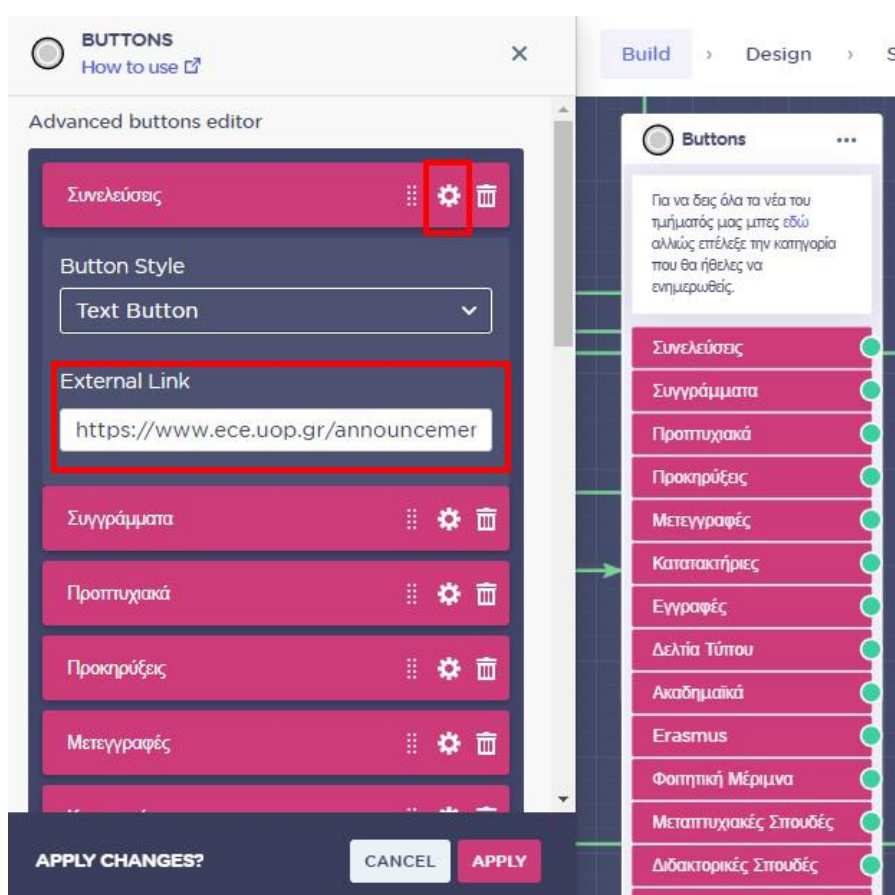 BUTTONS
How to use
Advanced buttons editor
Συνελεύσεις
Button Style
Text Button
External Link
https://www.ece.uop.gr/announcemer
Συγγράμματα
Προπτυχιακά
Προκηρύξεις
Μετεγγραφές
APPLY CHANGES?
CANCEL
APPLY
Build › Design ›
Buttons
Για να δεις όλα τα νέα του
τμήματός μας μπες εδώ
αλλιώς επέλεξε την κατηγορία
που θα ήθελες να
ενημερωθείς.
Συνελεύσεις
Συγγράμματα
Προπτυχιακά
Προκηρύξεις
Μετεγγραφές
Κατατακτήριες
Εγγραφές
Δελτία Τύπου
Ακαδημαϊκά
Erasmus
Φοιτητική Μέριμνα
Μεταπτυχιακές Σπουδές
Διδακτορικές Σπουδές